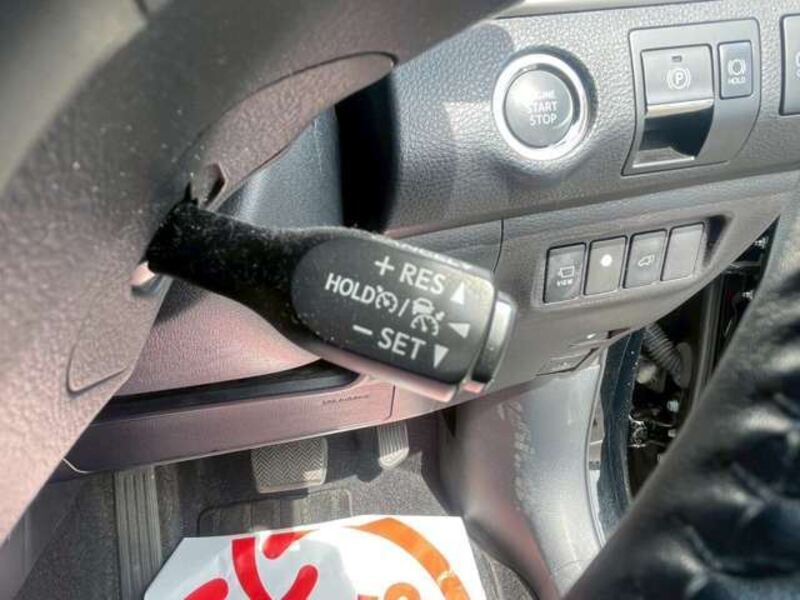 ENGINE
START
STOP
HOLD
+ RES
HOLD /
− SET
VIEW